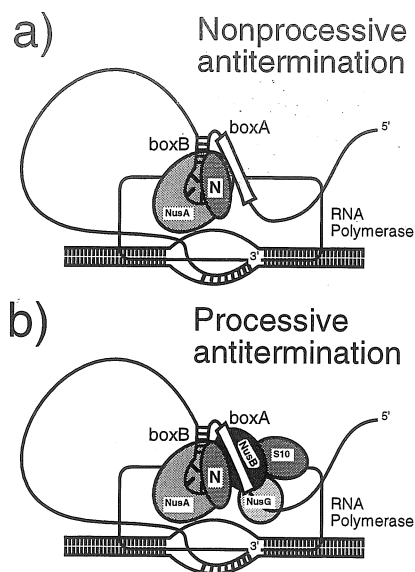 a)
Nonprocessive
antitermination
boxB
boxA
5'
N
NusA
RNA
Polymerase
3'
b)
Processive
antitermination
boxB
boxA
5'
NusB
S10
N
NusA
NusG
RNA
Polymerase
3'